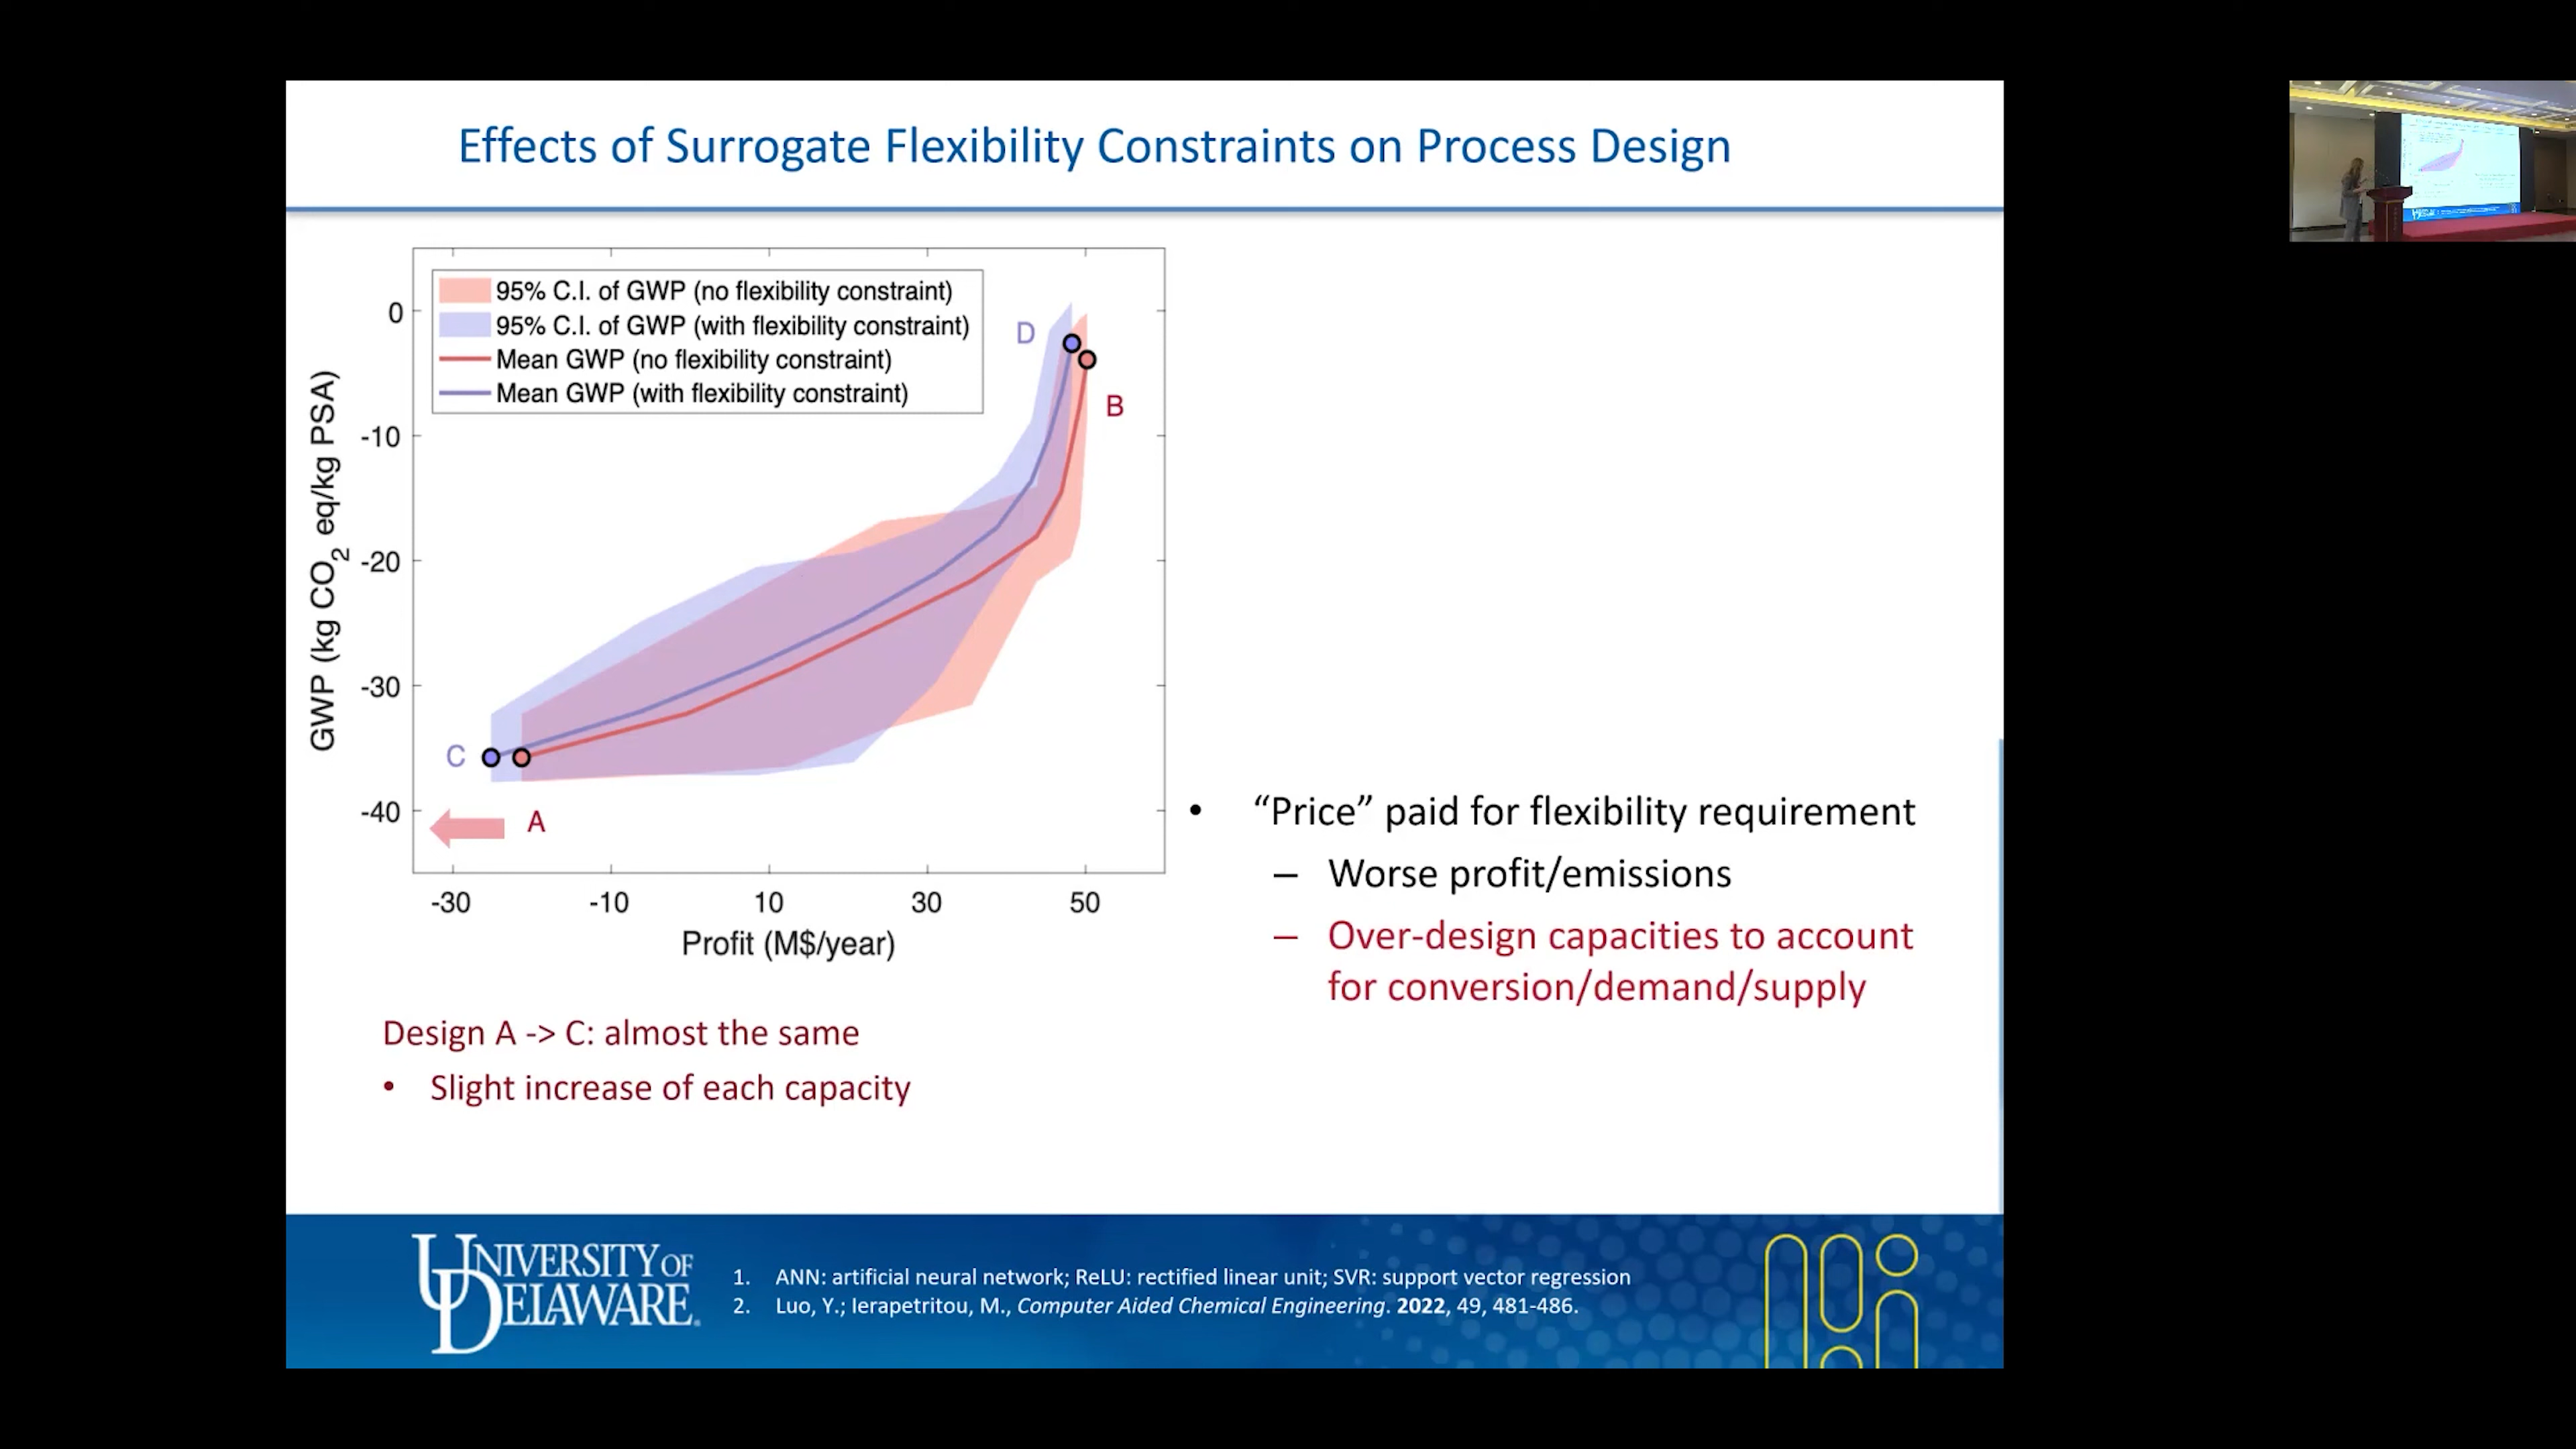 Effects of Surrogate Flexibility Constraints on Process Design
95% C.I. of GWP (no flexibility constraint)
95% C.I. of GWP (with flexibility constraint)
Mean GWP (no flexibility constraint)
Mean GWP (with flexibility constraint)
GWP (kg CO2 eq/kg PSA)
0
-10
-20
-30
-40
D
B
C
A
-30
-10
10
30
50
Profit (M$/year)
• “Price” paid for flexibility requirement
– Worse profit/emissions
– Over-design capacities to account
for conversion/demand/supply
Design A -> C: almost the same
• Slight increase of each capacity
UNIVERSITY OF
DELAWARE®
1. ANN: artificial neural network; ReLU: rectified linear unit; SVR: support vector regression
2. Luo, Y.; Ierapetritou, M., Computer Aided Chemical Engineering. 2022, 49, 481-486.